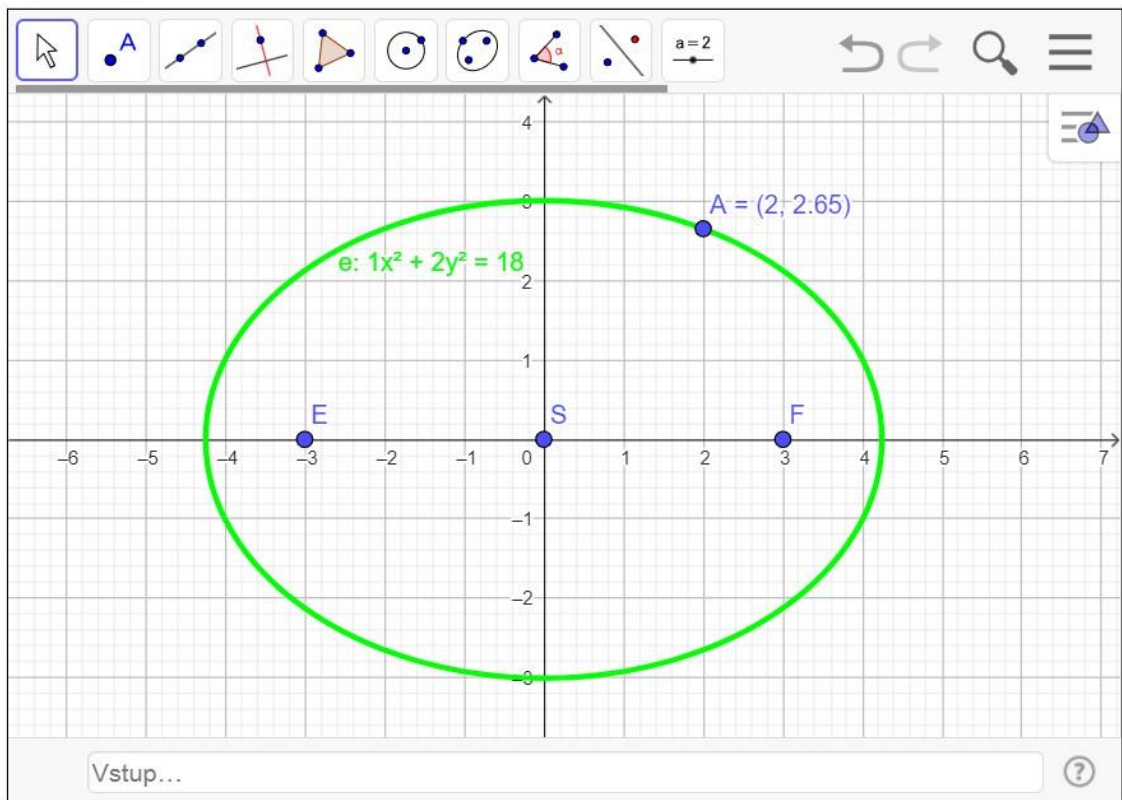 A
α
a = 2
4
3
A = (2, 2.65)
e: 1x² + 2y² = 18
2
1
E
S
F
–6 –5 –4 –3 –2 –1 0 1 2 3 4 5 6 7
–1
–2
–3
Vstup…
?